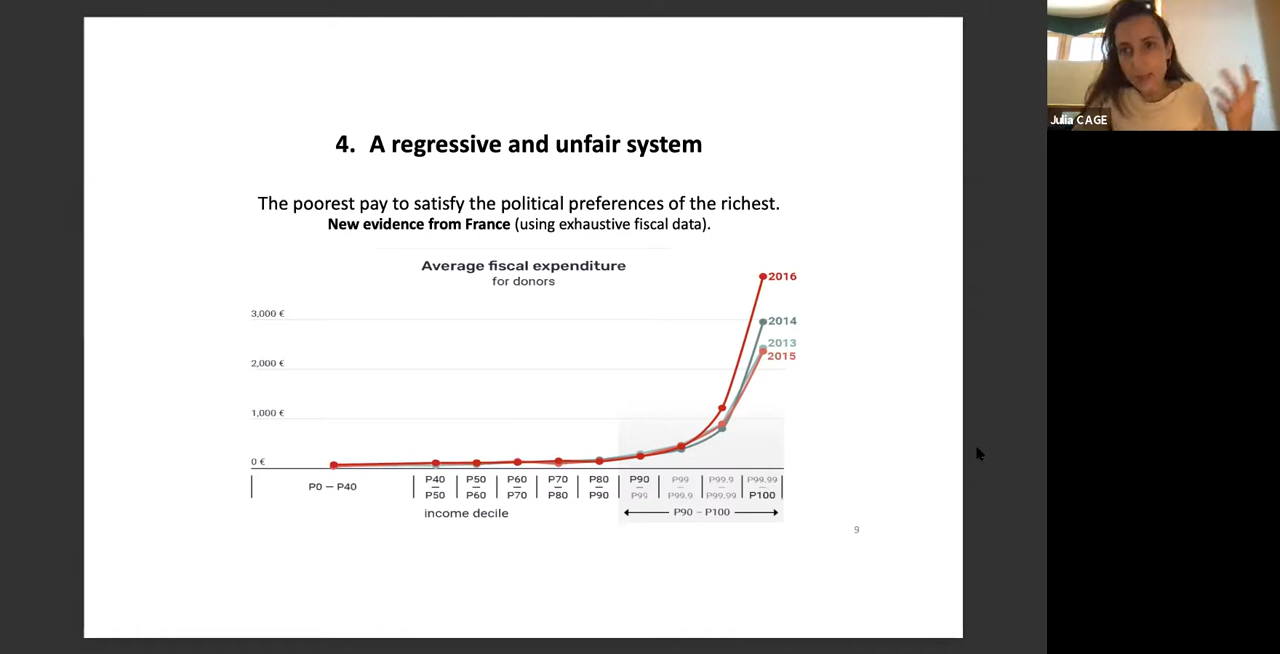 4. A regressive and unfair system
The poorest pay to satisfy the political preferences of the richest.
New evidence from France (using exhaustive fiscal data).
Average fiscal expenditure
for donors
2016
3,000 €
2014
2013
2015
2,000 €
1,000 €
0 €
P0 – P40
P40 – P50
P50 – P60
P60 – P70
P70 – P80
P80 – P90
P90 – P99
P99 – P99.9
P99.9 – P99.99
P99.99 – P100
P90 – P100
income decile
9
Julia CAGE